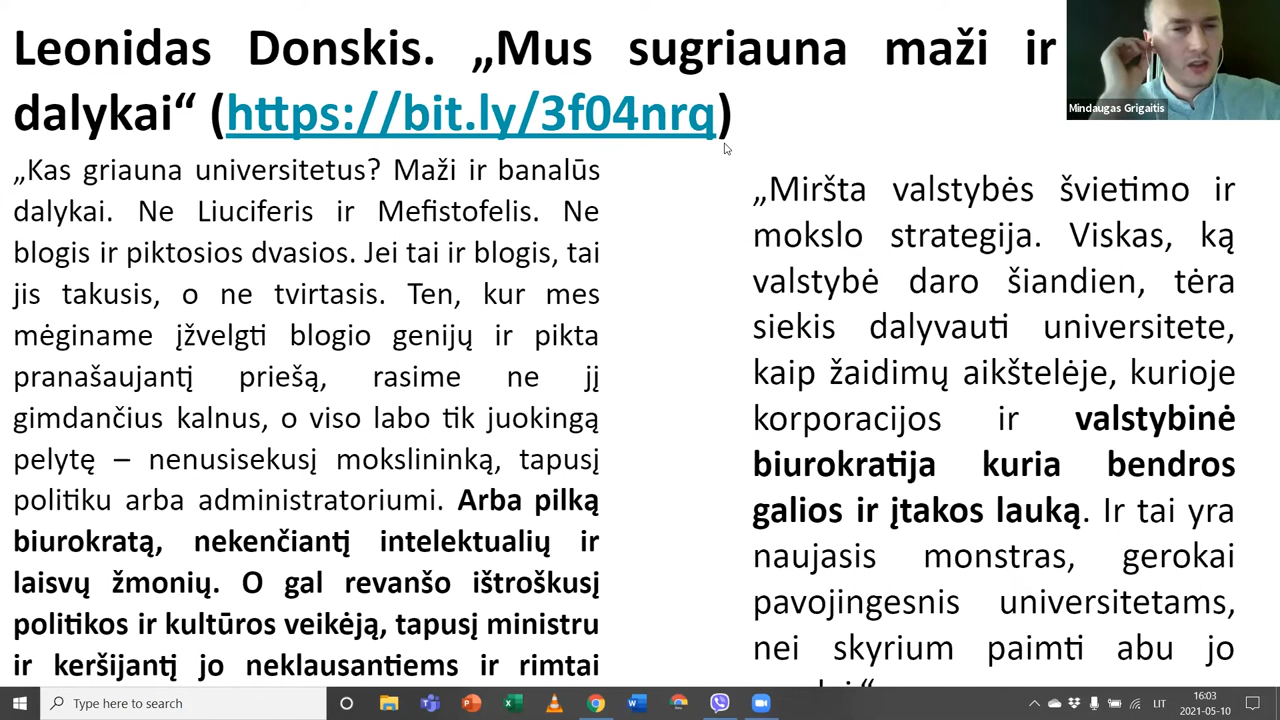 Leonidas Donskis. „Mus sugriauna maži ir
dalykai“ (https://bit.ly/3f04nrq)
Mindaugas Grigaitis
„Kas griauna universitetus? Maži ir banalūs
dalykai. Ne Liuciferis ir Mefistofelis. Ne
blogis ir piktosios dvasios. Jei tai ir blogis, tai
jis takusis, o ne tvirtasis. Ten, kur mes
mėginame įžvelgti blogio genijų ir pikta
pranašaujantį priešą, rasime ne jį
gimdančius kalnus, o viso labo tik juokingą
pelytę – nenusisekusį mokslininką, tapusį
politiku arba administratoriumi. Arba pilką
biurokratą, nekenčiantį intelektualių ir
laisvų žmonių. O gal revanšo ištroškusį
politikos ir kultūros veikėją, tapusį ministru
ir keršijantį jo neklausantiems ir rimtai
„Miršta valstybės švietimo ir
mokslo strategija. Viskas, ką
valstybė daro šiandien, tėra
siekis dalyvauti universitete,
kaip žaidimų aikštelėje, kurioje
korporacijos ir valstybinė
biurokratija kuria bendros
galios ir įtakos lauką. Ir tai yra
naujasis monstras, gerokai
pavojingesnis universitetams,
nei skyrium paimti abu jo
Type here to search
LIT
16:03
2021-05-10